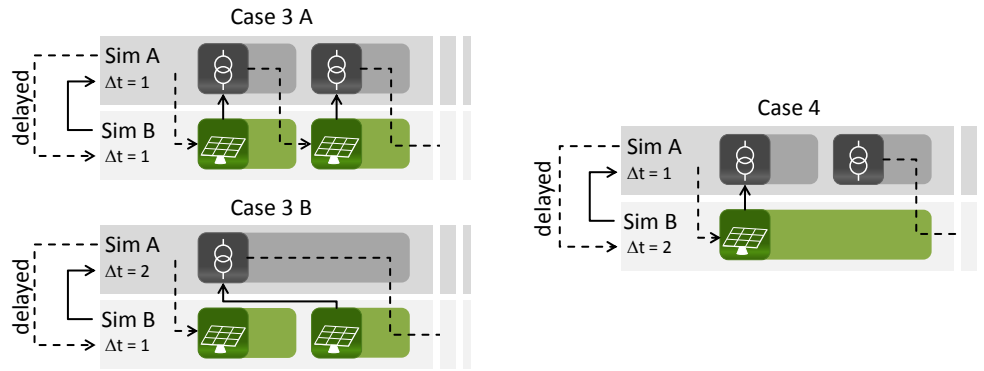 Case 3 A
Sim A
Δt = 1
delayed
Sim B
Δt = 1
Case 3 B
Sim A
Δt = 2
delayed
Sim B
Δt = 1
Case 4
Sim A
Δt = 1
delayed
Sim B
Δt = 2